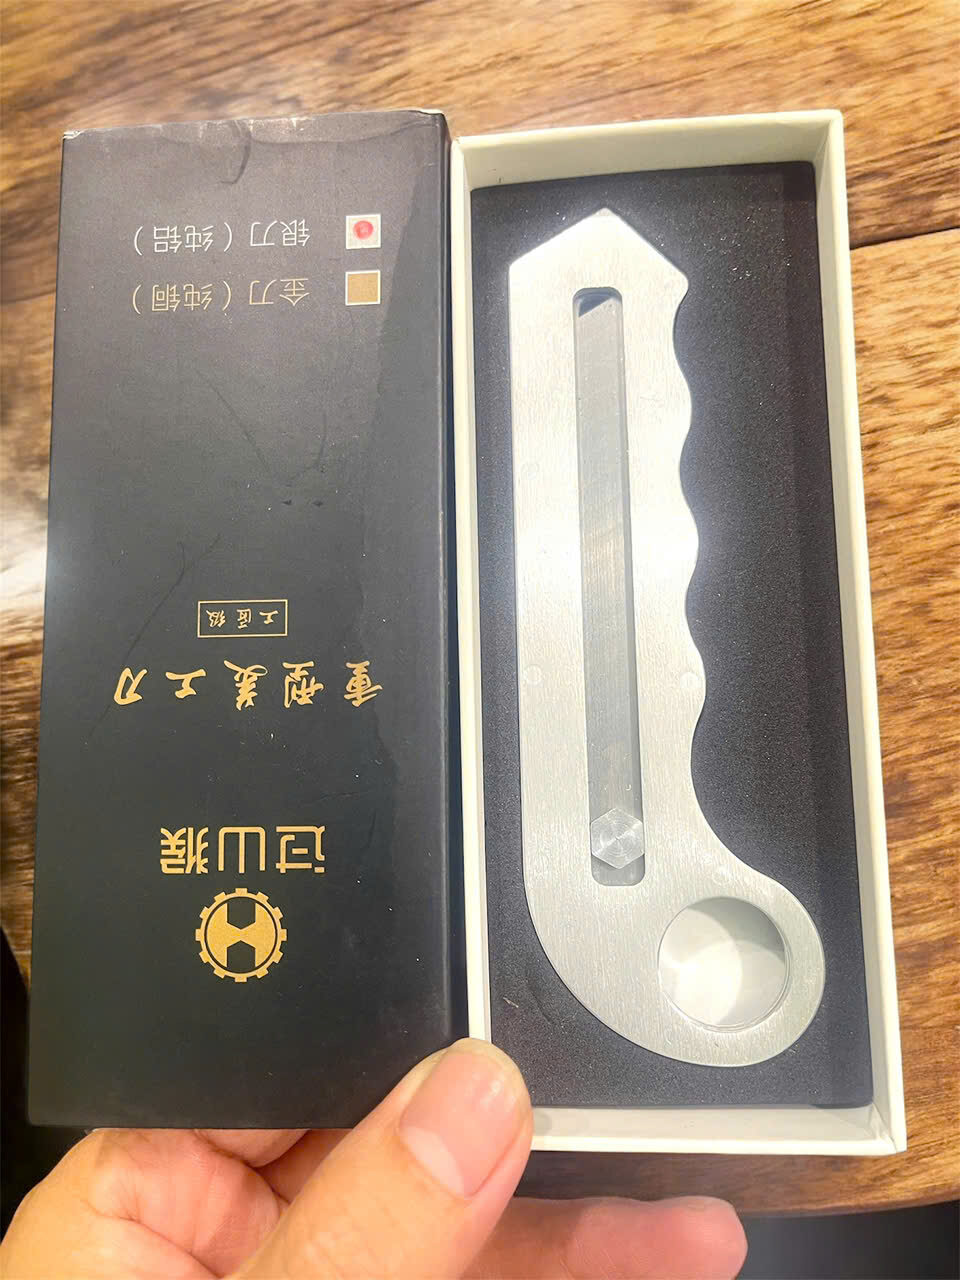 过山猴
重型美工刀
工匠级
金刀（纯铜）
银刀（纯铝）